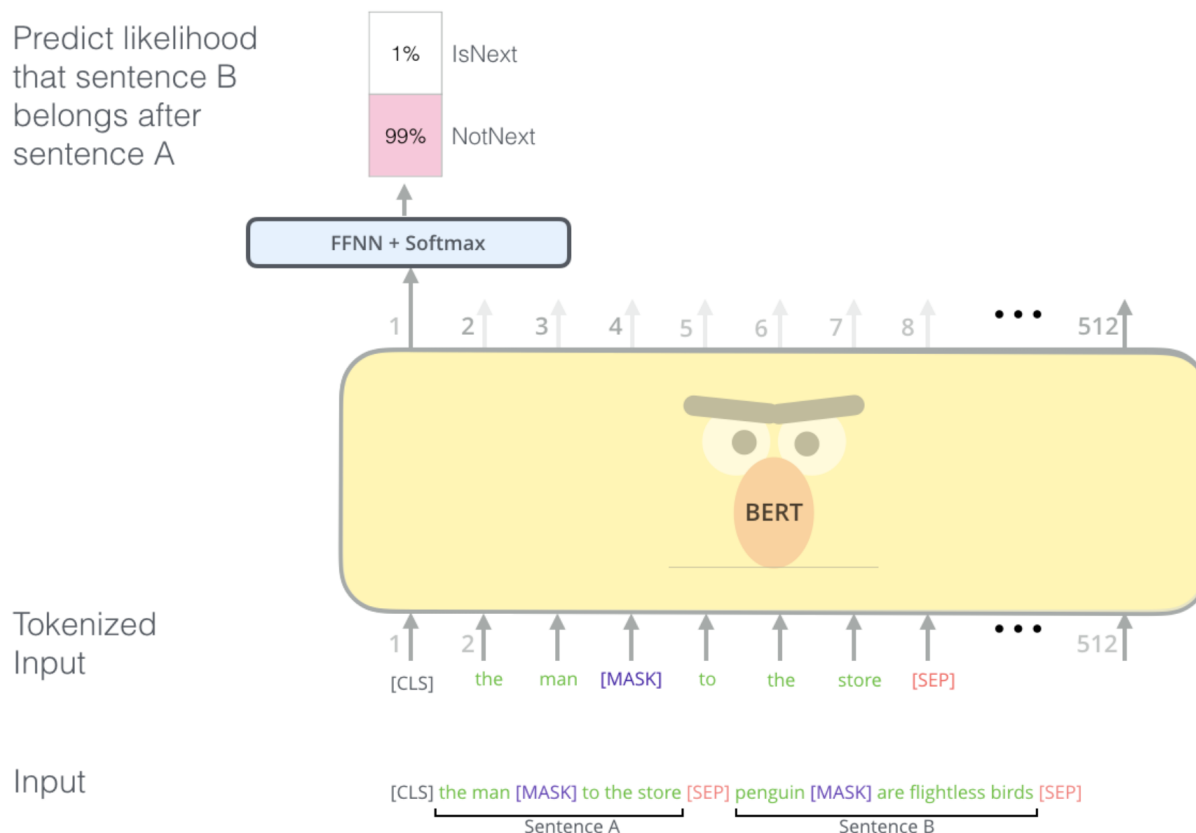 Predict likelihood
that sentence B
belongs after
sentence A
1% IsNext
99% NotNext
FFNN + Softmax
1 2 3 4 5 6 7 8 ••• 512
BERT
Tokenized
Input
1 2 ••• 512
[CLS] the man [MASK] to the store [SEP]
Input
[CLS] the man [MASK] to the store [SEP] penguin [MASK] are flightless birds [SEP]
Sentence A Sentence B